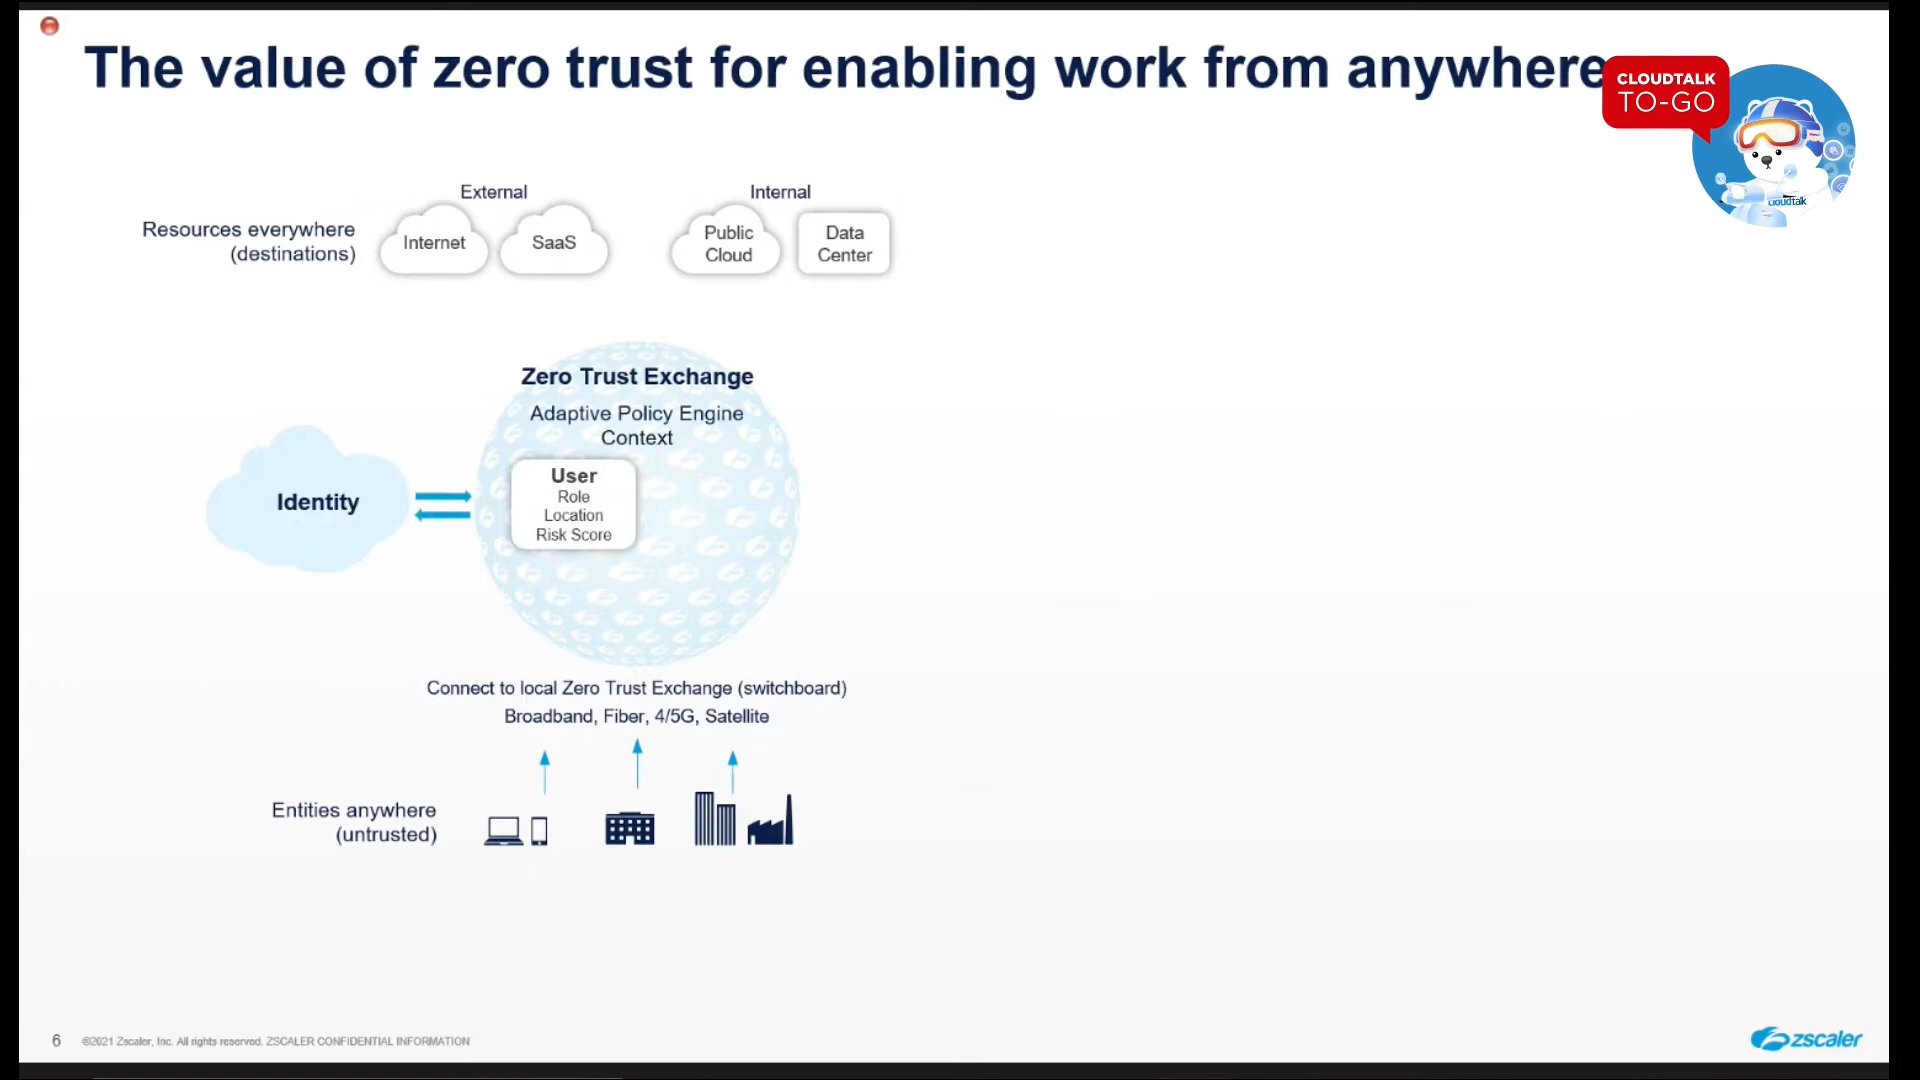 The value of zero trust for enabling work from anywhere
CLOUDTALK
TO-GO
cloudtalk
External
Internal
Resources everywhere
(destinations)
Internet
SaaS
Public
Cloud
Data
Center
Zero Trust Exchange
Adaptive Policy Engine
Context
Identity
User
Role
Location
Risk Score
Connect to local Zero Trust Exchange (switchboard)
Broadband, Fiber, 4/5G, Satellite
Entities anywhere
(untrusted)
6
©2021 Zscaler, Inc. All rights reserved. ZSCALER CONFIDENTIAL INFORMATION
zscaler